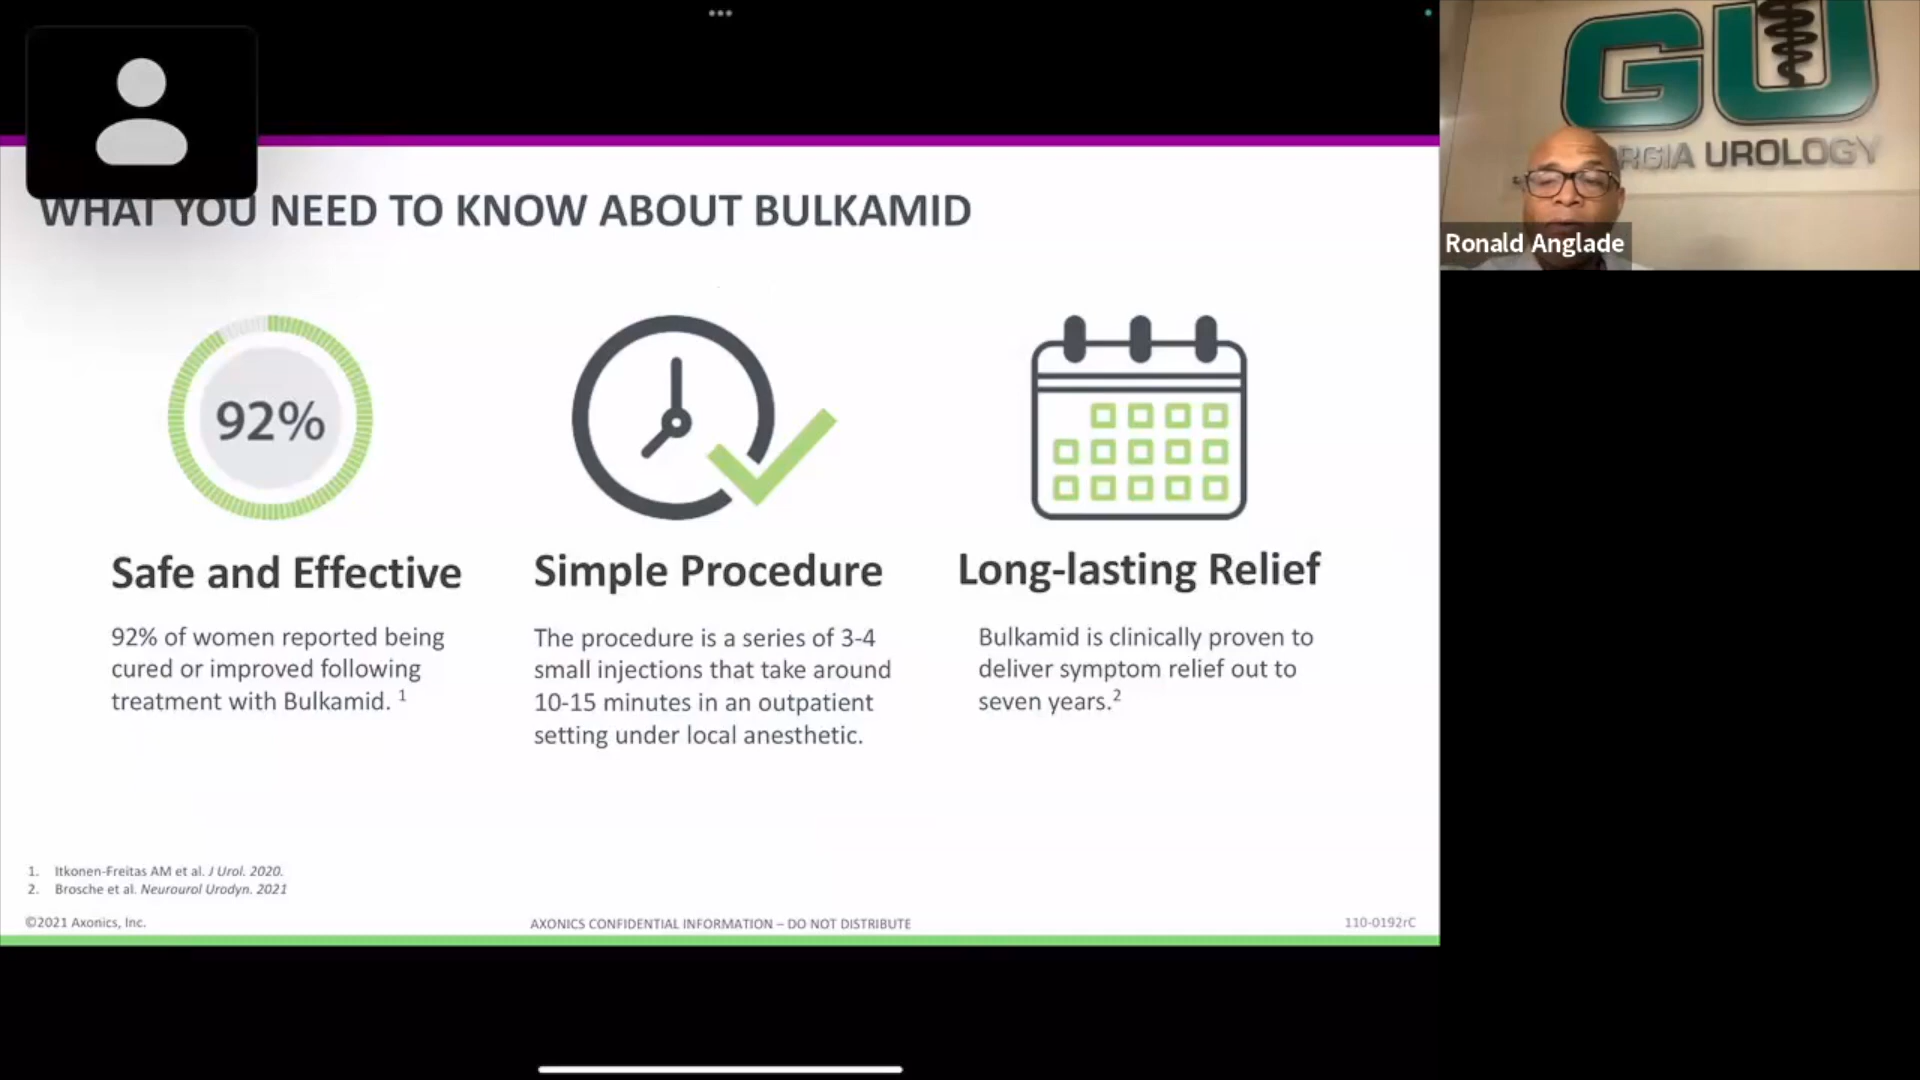 WHAT YOU NEED TO KNOW ABOUT BULKAMID
92%
Safe and Effective
92% of women reported being
cured or improved following
treatment with Bulkamid. 1
Simple Procedure
The procedure is a series of 3-4
small injections that take around
10-15 minutes in an outpatient
setting under local anesthetic.
Long-lasting Relief
Bulkamid is clinically proven to
deliver symptom relief out to
seven years.2
1. Itkonen-Freitas AM et al. J Urol. 2020.
2. Brosche et al. Neurourol Urodyn. 2021
©2021 Axonics, Inc.
AXONICS CONFIDENTIAL INFORMATION – DO NOT DISTRIBUTE
110-0192rC
GU
RGIA UROLOGY
Ronald Anglade